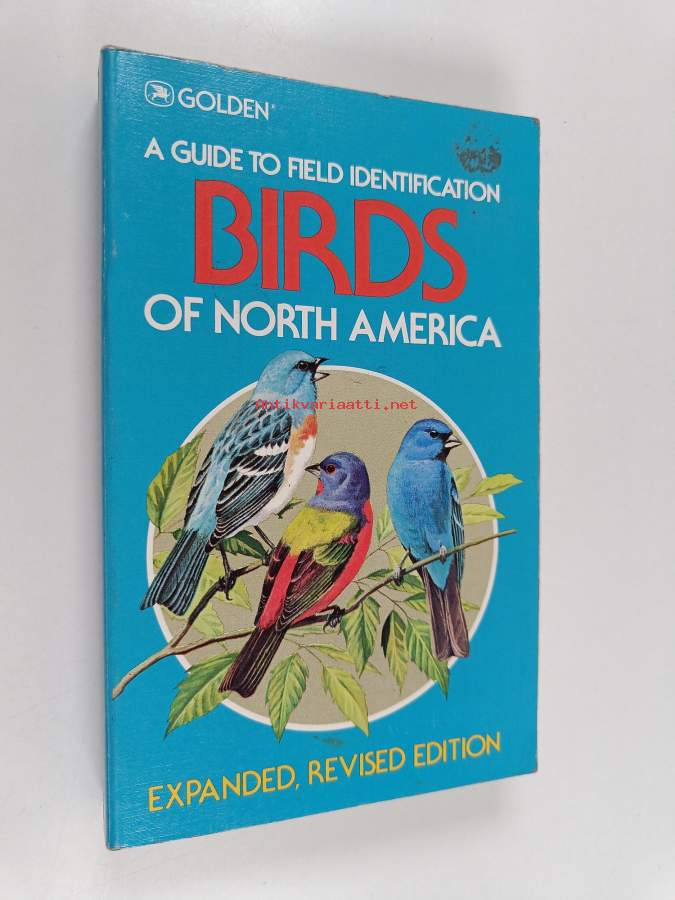 GOLDEN®
A GUIDE TO FIELD IDENTIFICATION
BIRDS
OF NORTH AMERICA
Antikvariaatti.net
EXPANDED, REVISED EDITION